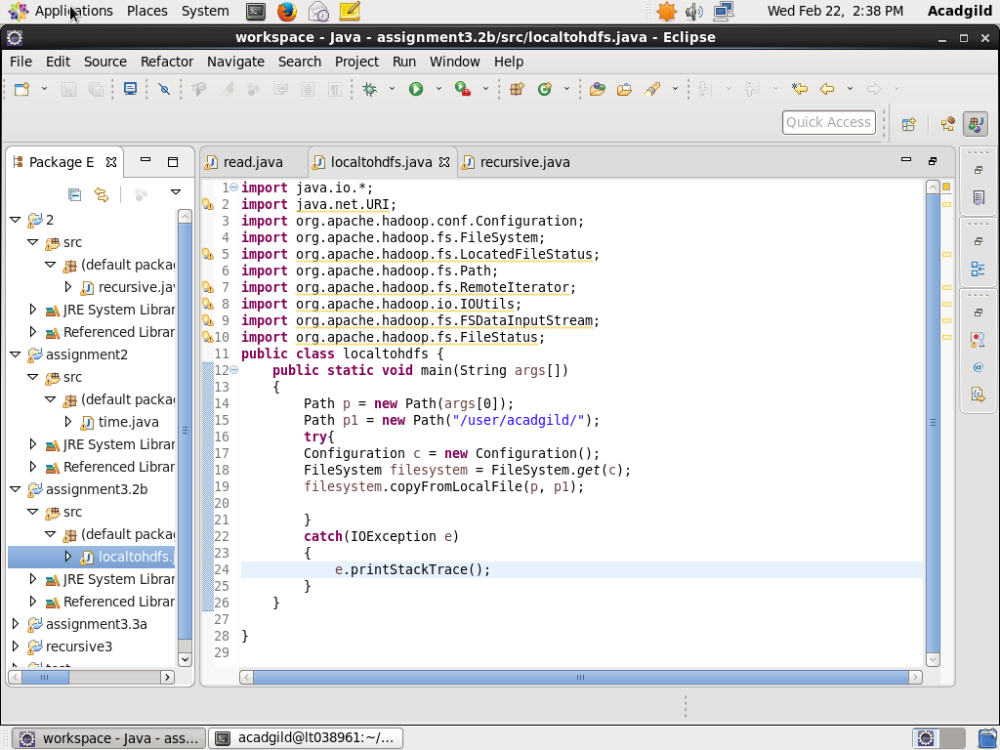 Applications Places System Wed Feb 22, 2:38 PM Acadgild
workspace - Java - assignment3.2b/src/localtohdfs.java - Eclipse
File Edit Source Refactor Navigate Search Project Run Window Help
Quick Access
Package E
read.java localtohdfs.java recursive.java
2
src
(default packa
recursive.jav
JRE System Librar
Referenced Librar
assignment2
src
(default packa
time.java
JRE System Librar
Referenced Librar
assignment3.2b
src
(default packa
localtohdfs.j
JRE System Librar
Referenced Librar
assignment3.3a
recursive3
test
1 import java.io.*;
2 import java.net.URI;
3 import org.apache.hadoop.conf.Configuration;
4 import org.apache.hadoop.fs.FileSystem;
5 import org.apache.hadoop.fs.LocatedFileStatus;
6 import org.apache.hadoop.fs.Path;
7 import org.apache.hadoop.fs.RemoteIterator;
8 import org.apache.hadoop.io.IOUtils;
9 import org.apache.hadoop.fs.FSDataInputStream;
10 import org.apache.hadoop.fs.FileStatus;
11 public class localtohdfs {
12 public static void main(String args[])
13 {
14 Path p = new Path(args[0]);
15 Path p1 = new Path("/user/acadgild/");
16 try{
17 Configuration c = new Configuration();
18 FileSystem filesystem = FileSystem.get(c);
19 filesystem.copyFromLocalFile(p, p1);
20
21 }
22 catch(IOException e)
23 {
24 e.printStackTrace();
25 }
26 }
27
28 }
29
workspace - Java - ass... acadgild@lt038961:~/...